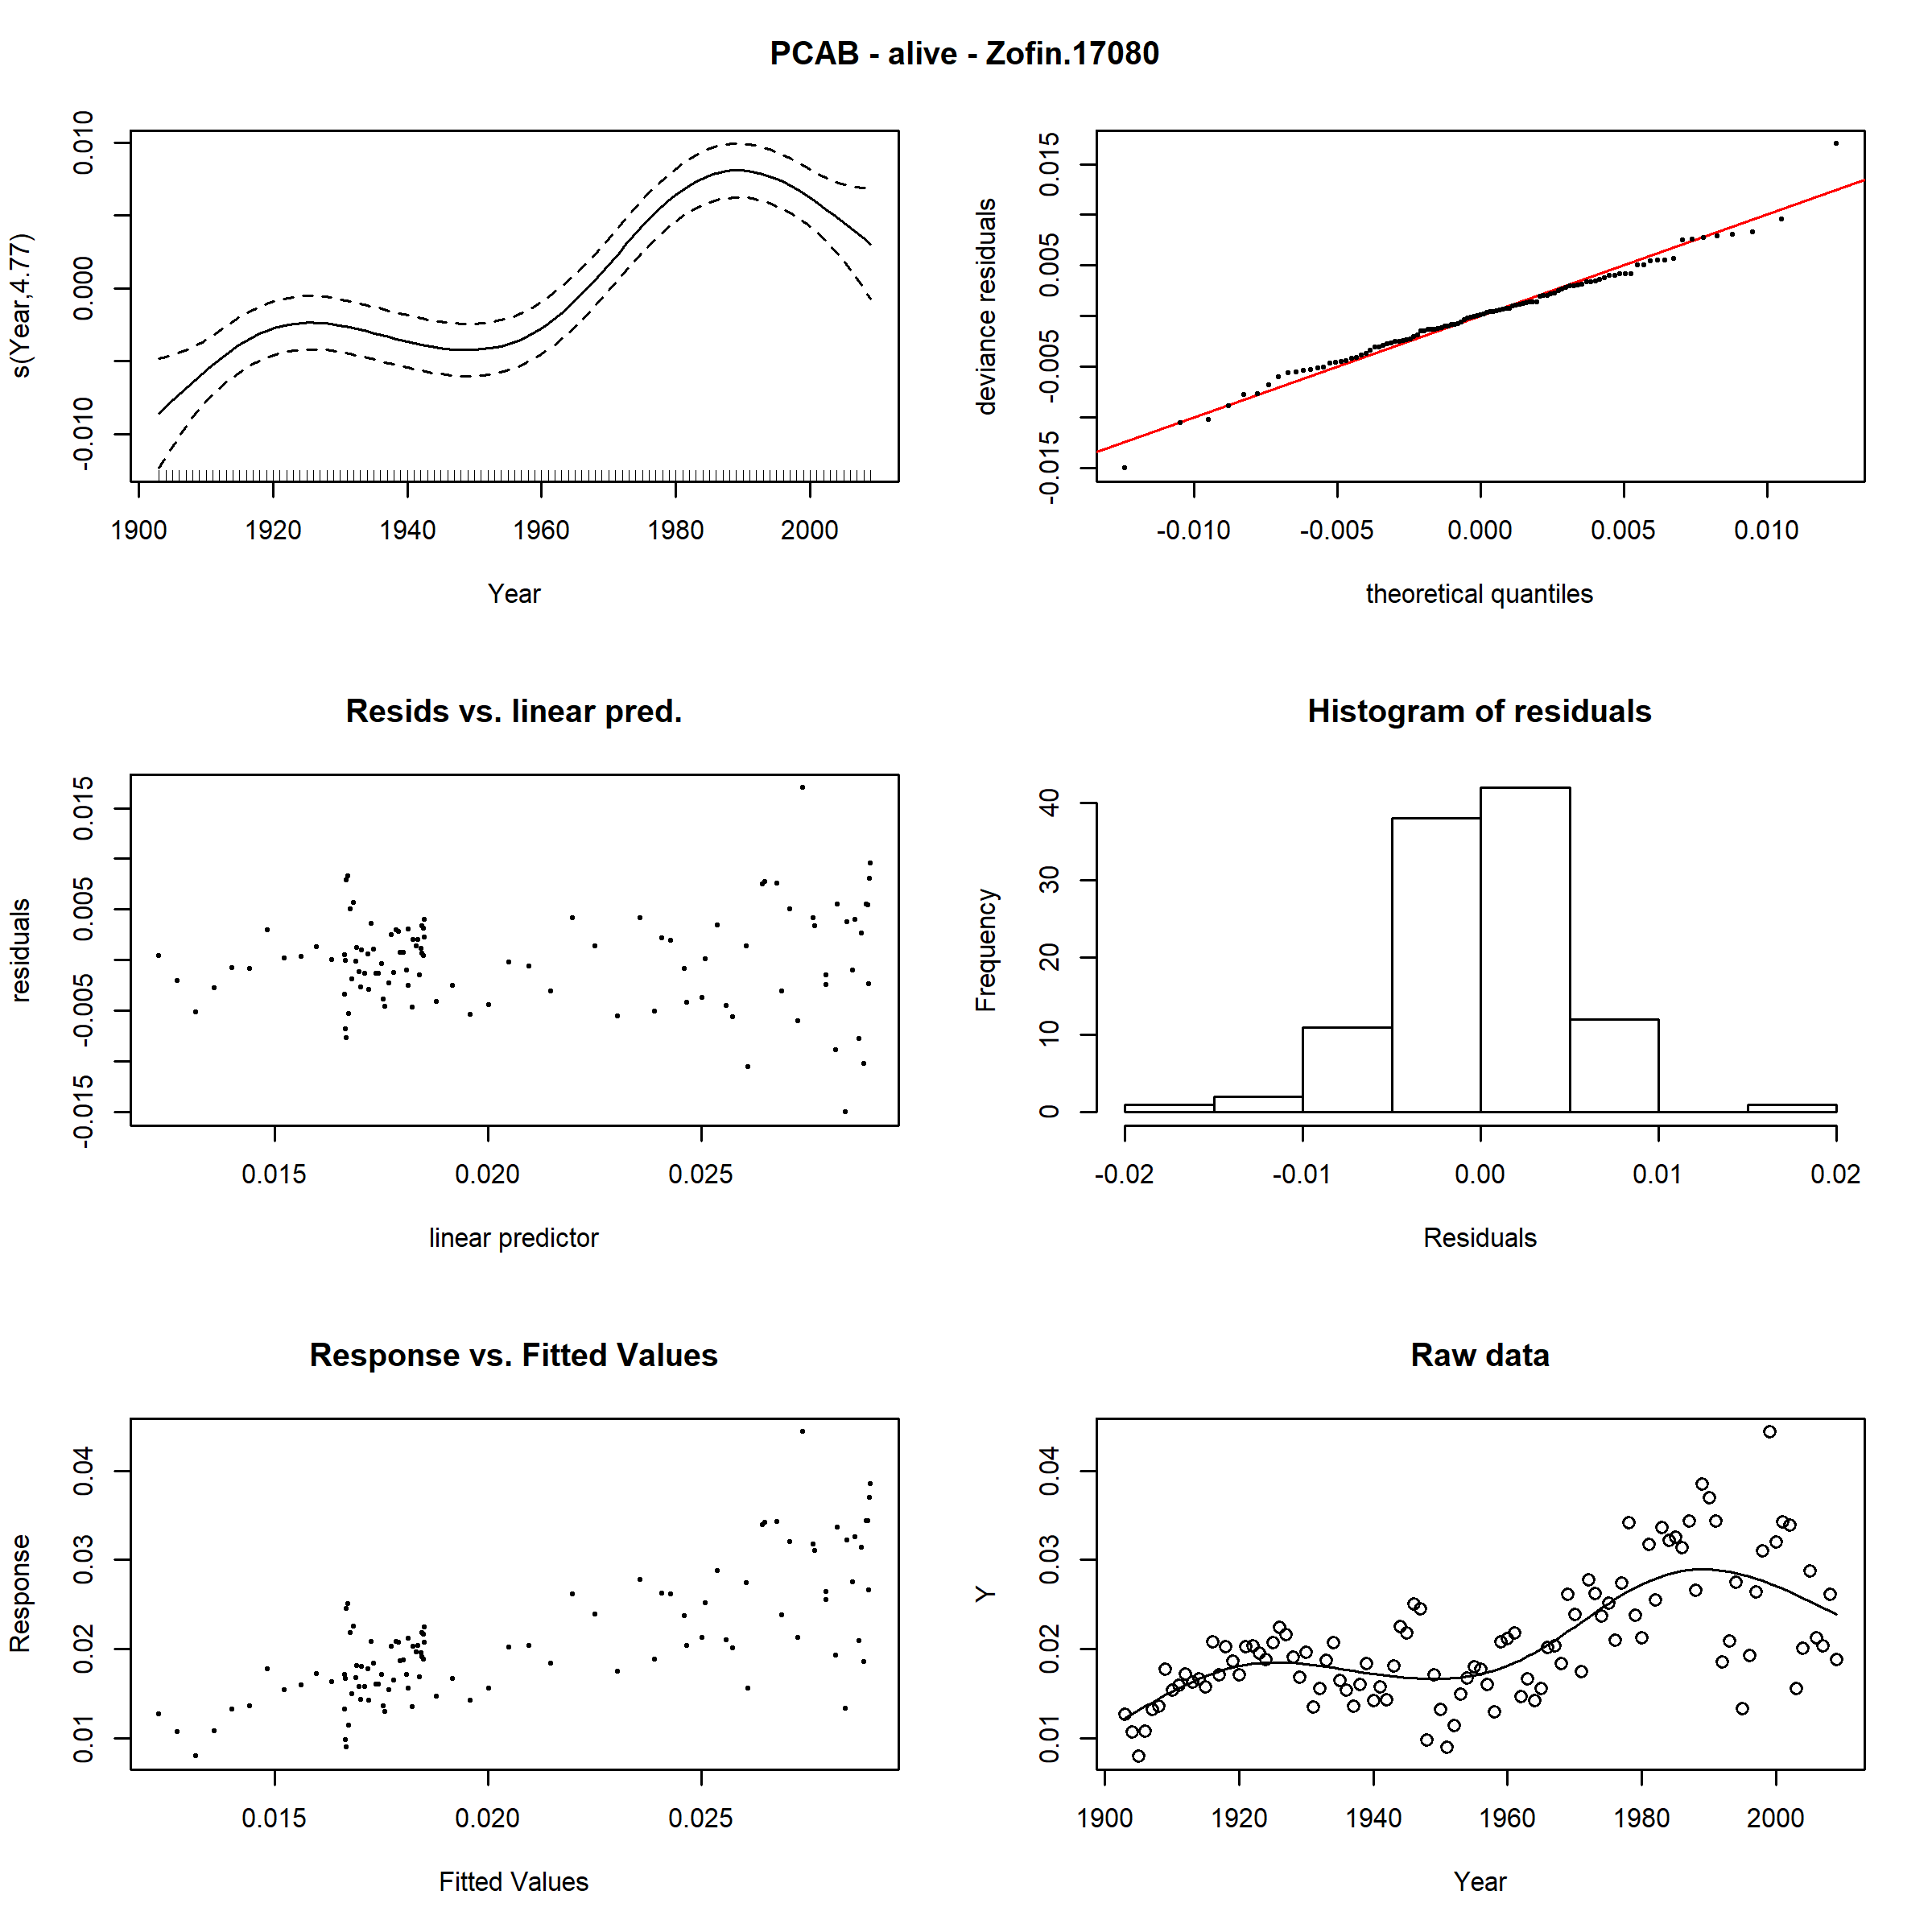 PCAB - alive - Zofin.17080
s(Year,4.77)
-0.010 0.000 0.010
1900 1920 1940 1960 1980 2000
Year
deviance residuals
-0.015 -0.005 0.005 0.015
-0.010 -0.005 0.000 0.005 0.010
theoretical quantiles
Resids vs. linear pred.
residuals
-0.015 -0.005 0.005 0.015
0.015 0.020 0.025
linear predictor
Histogram of residuals
Frequency
0 10 20 30 40
-0.02 -0.01 0.00 0.01 0.02
Residuals
Response vs. Fitted Values
Response
0.01 0.02 0.03 0.04
0.015 0.020 0.025
Fitted Values
Raw data
Y
0.01 0.02 0.03 0.04
1900 1920 1940 1960 1980 2000
Year